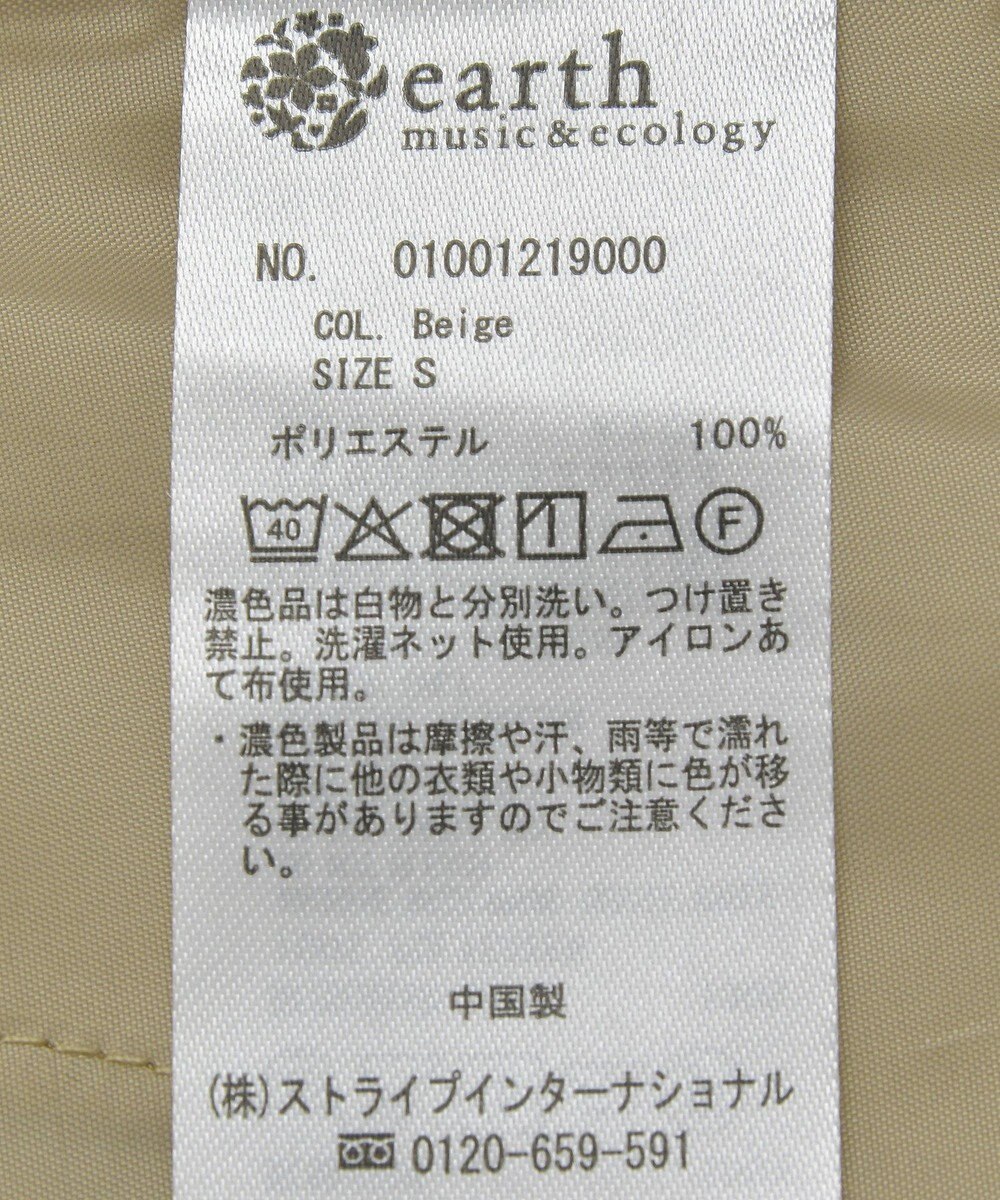 earth
music&ecology
NO. 01001219000
COL. Beige
SIZE S
ポリエステル 100%
40 F
濃色品は白物と分別洗い。つけ置き
禁止。洗濯ネット使用。アイロンあ
て布使用。
・濃色製品は摩擦や汗、雨等で濡れ
た際に他の衣類や小物類に色が移
る事がありますのでご注意くださ
い。
中国製
(株)ストライプインターナショナル
0120-659-591